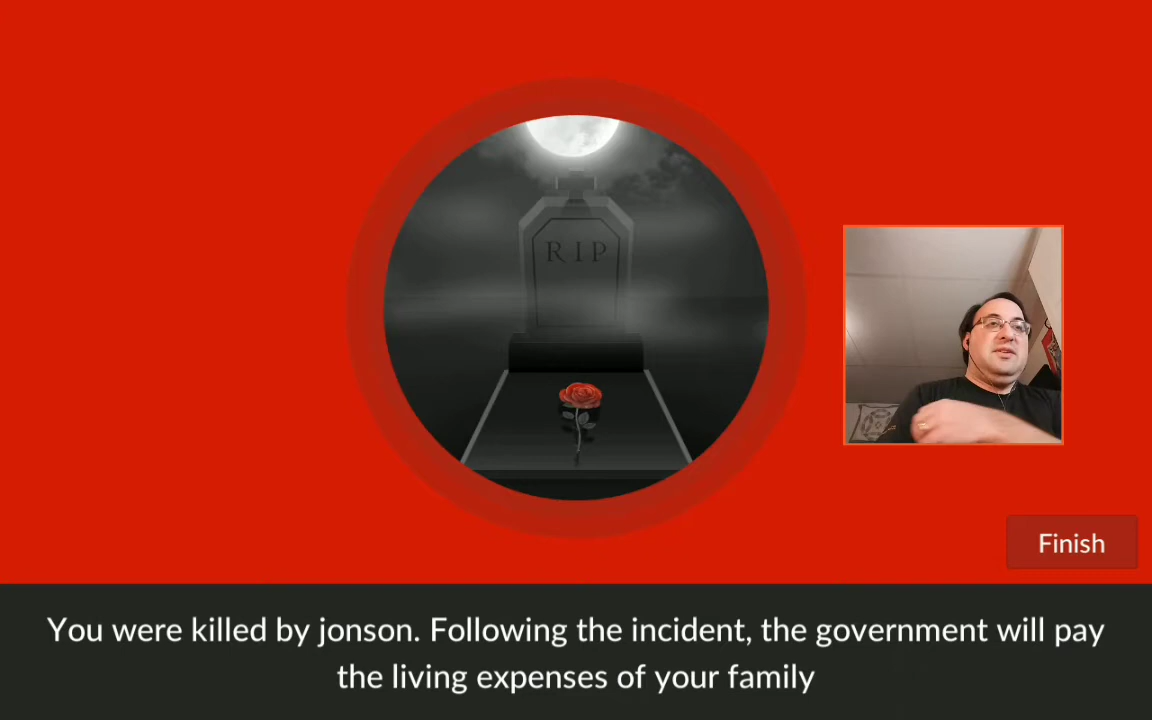 RIP
Finish
You were killed by jonson. Following the incident, the government will pay
the living expenses of your family